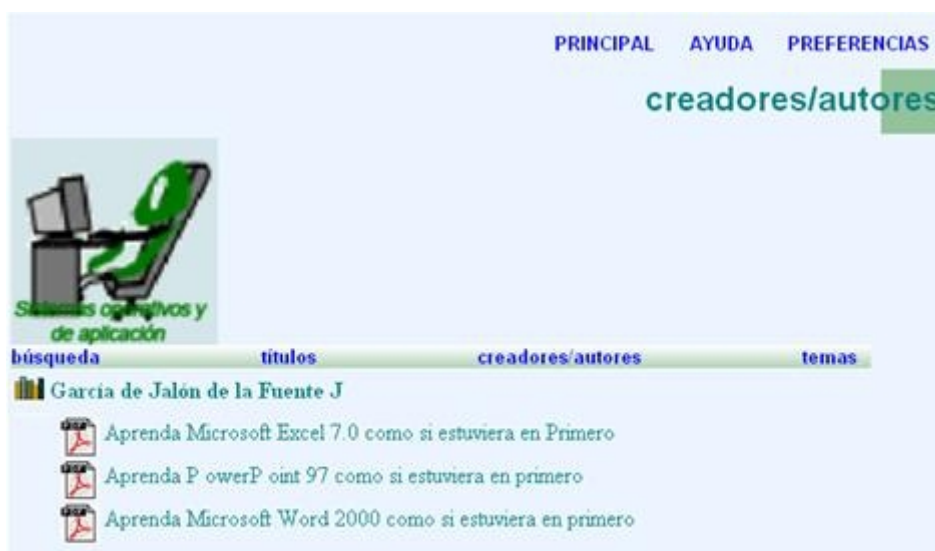 PRINCIPAL AYUDA PREFERENCIAS
creadores/autores
Sistemas operativos y
de aplicación
búsqueda títulos creadores/autores temas
García de Jalón de la Fuente J
Aprenda Microsoft Excel 7.0 como si estuviera en Primero
Aprenda P owerP oint 97 como si estuviera en primero
Aprenda Microsoft Word 2000 como si estuviera en primero